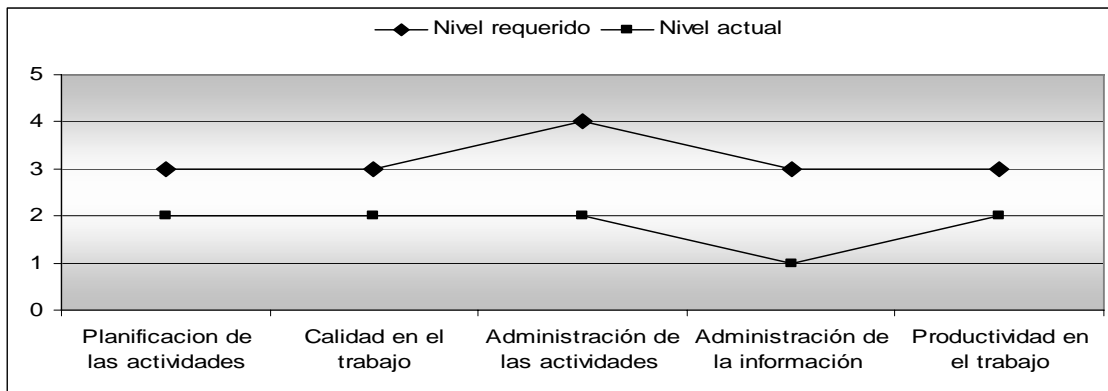 Nivel requerido Nivel actual
5
4
3
2
1
0
Planificacion de
las actividades
Calidad en el
trabajo
Administración de
las actividades
Administración de
la información
Productividad en
el trabajo